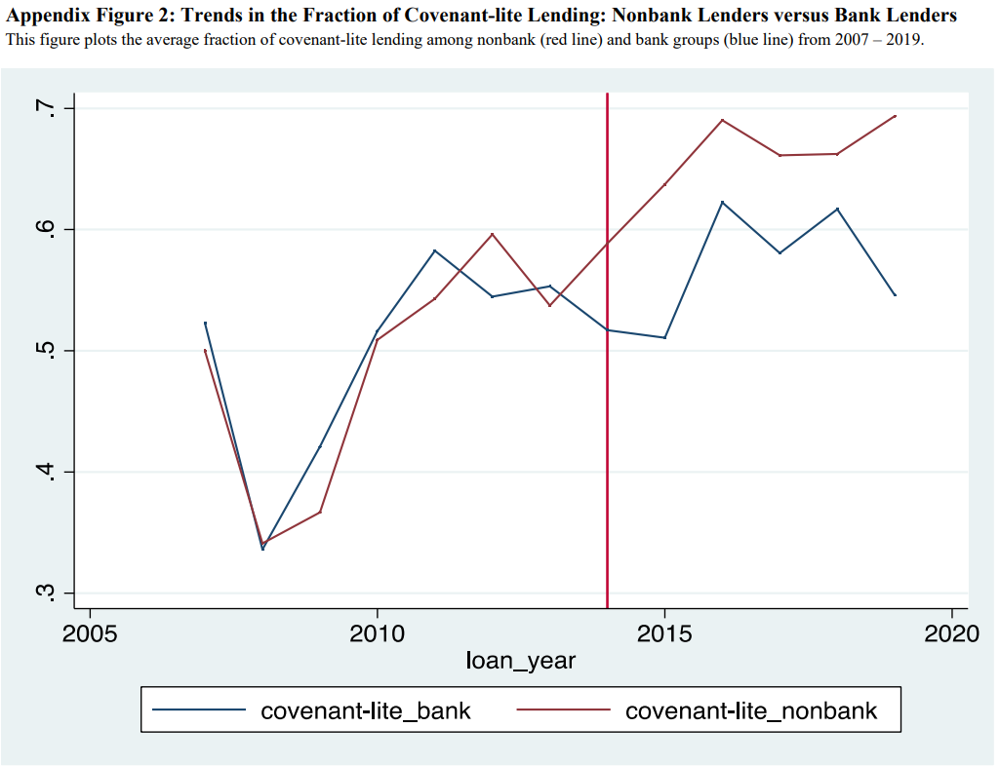 Appendix Figure 2: Trends in the Fraction of Covenant-lite Lending: Nonbank Lenders versus Bank Lenders
This figure plots the average fraction of covenant-lite lending among nonbank (red line) and bank groups (blue line) from 2007 – 2019.
.7
.6
.5
.4
.3
2005 2010 2015 2020
loan_year
covenant-lite_bank covenant-lite_nonbank